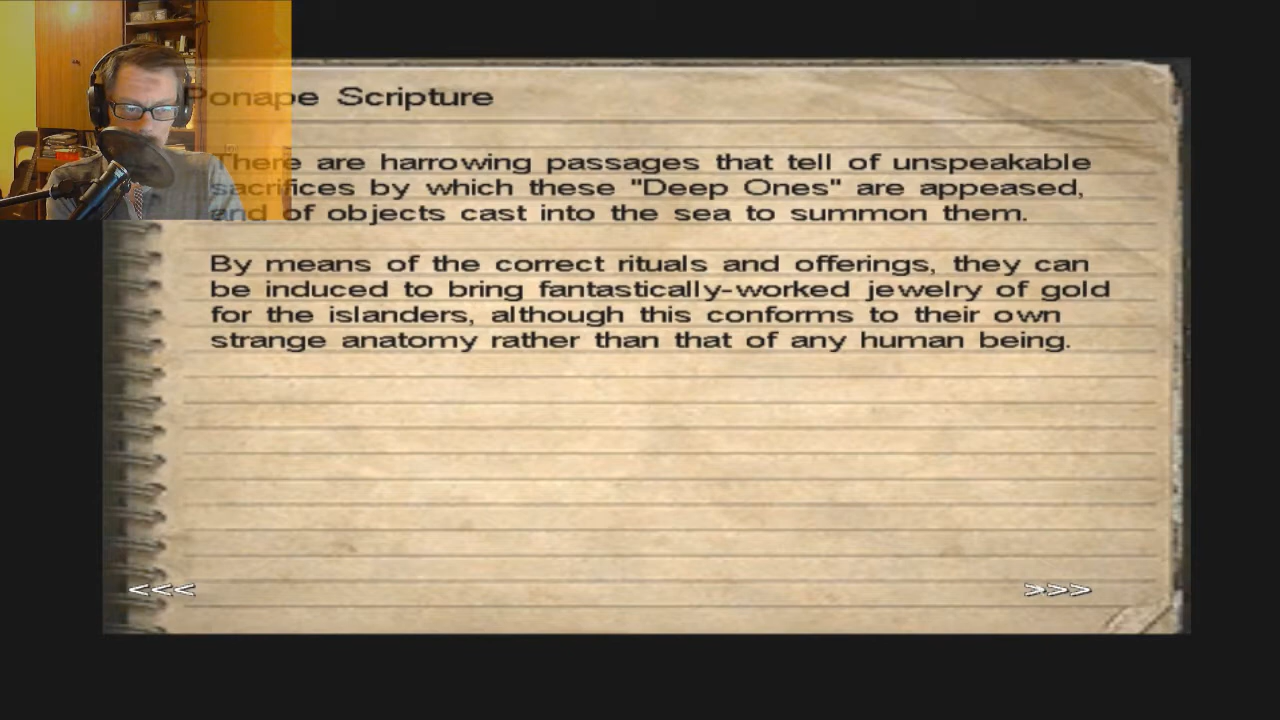 Ponape Scripture
There are harrowing passages that tell of unspeakable
sacrifices by which these "Deep Ones" are appeased,
and of objects cast into the sea to summon them.
By means of the correct rituals and offerings, they can
be induced to bring fantastically-worked jewelry of gold
for the islanders, although this conforms to their own
strange anatomy rather than that of any human being.
<<< >>>